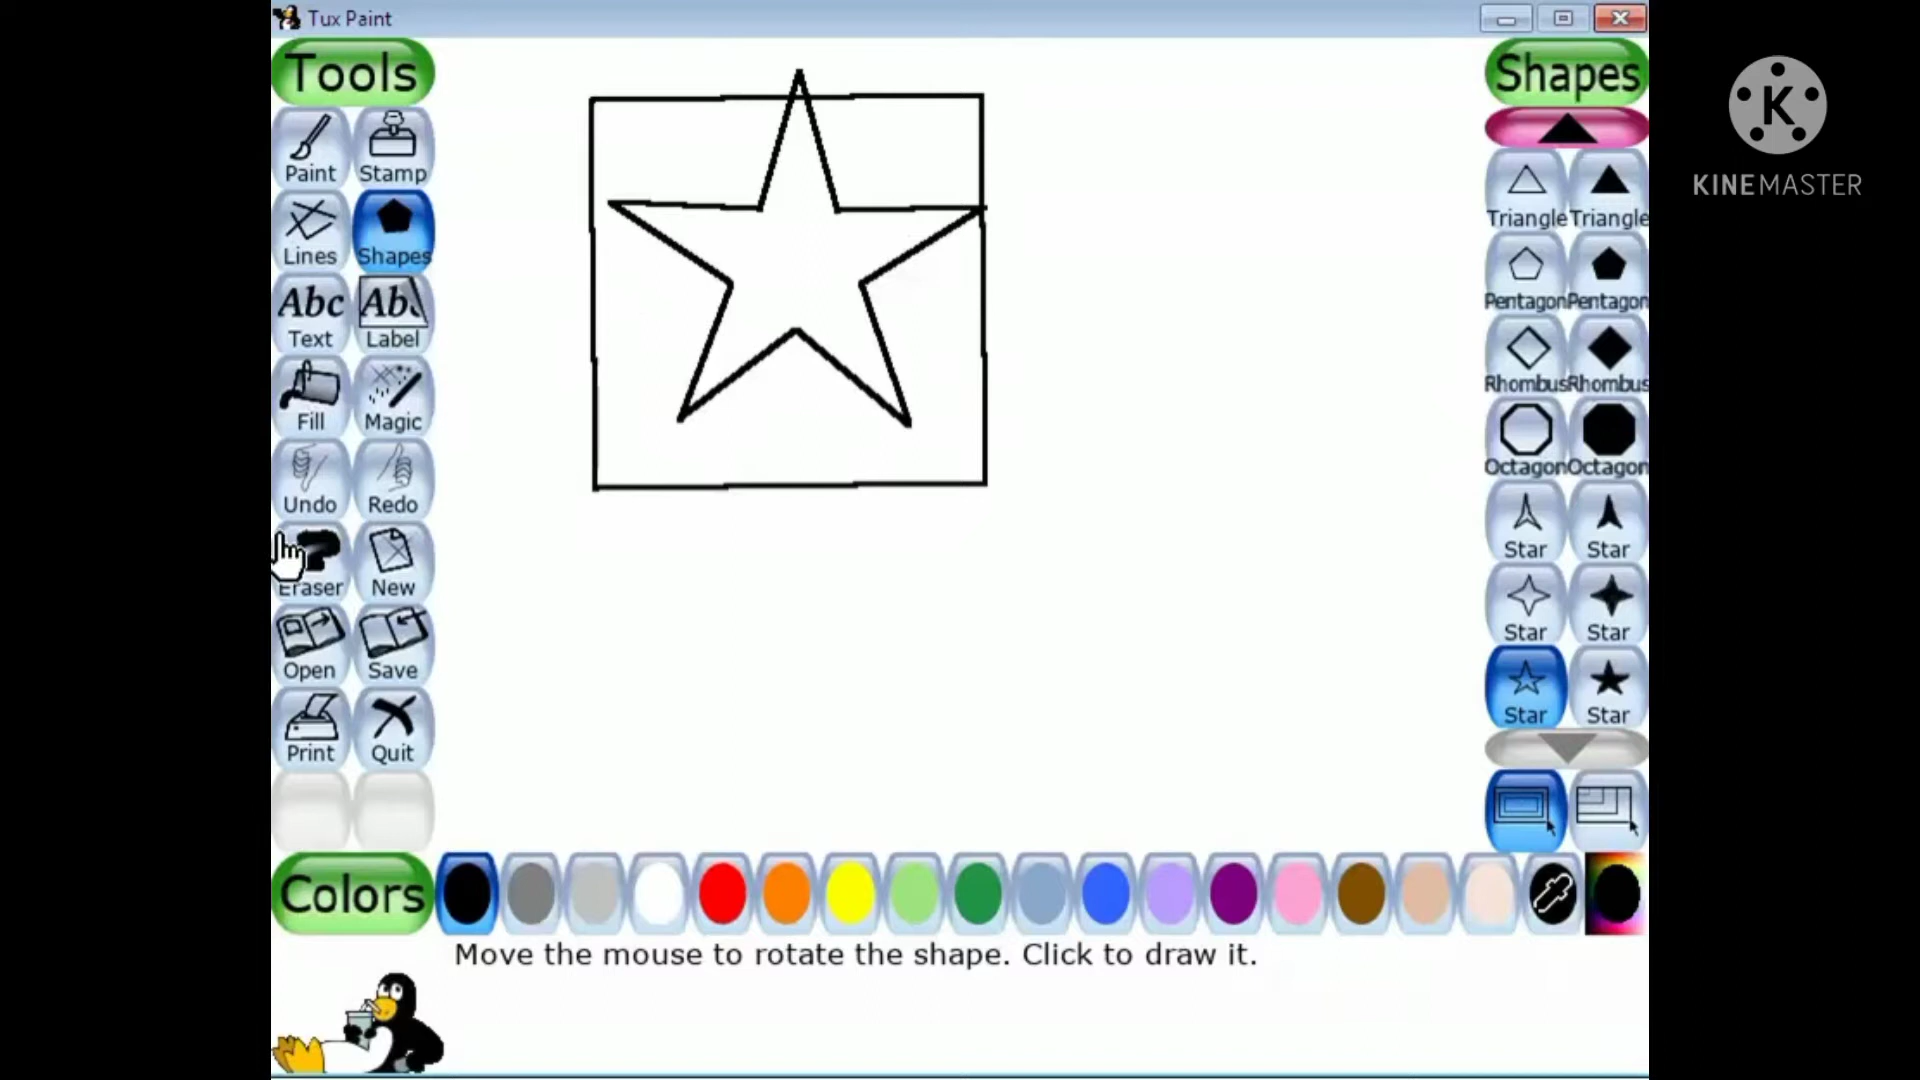 Tux Paint
Tools
Shapes
K
KINEMASTER
Paint
Stamp
Triangle
Triangle
Lines
Shapes
Pentagon
Pentagon
Abc
Abc
Text
Label
Rhombus
Rhombus
Fill
Magic
Octagon
Octagon
Undo
Redo
Star
Star
Eraser
New
Star
Star
Open
Save
Star
Star
Print
Quit
Colors
Move the mouse to rotate the shape. Click to draw it.